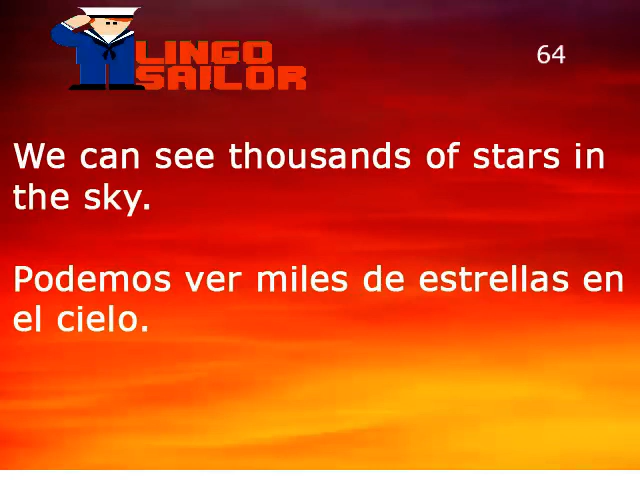 LINGO
SAILOR
64
We can see thousands of stars in
the sky.
Podemos ver miles de estrellas en
el cielo.